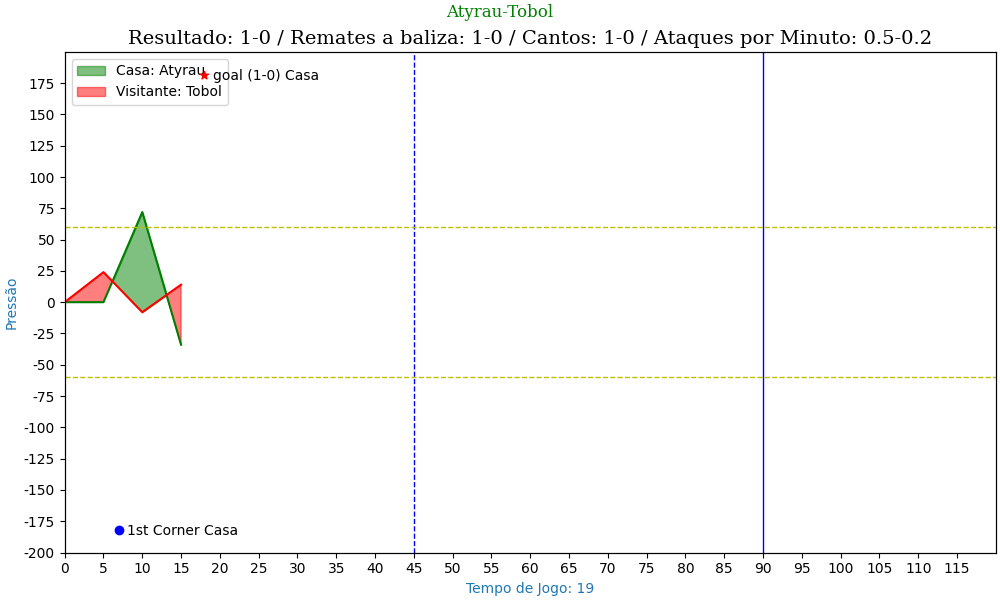 Atyrau-Tobol
Resultado: 1-0 / Remates a baliza: 1-0 / Cantos: 1-0 / Ataques por Minuto: 0.5-0.2
Casa: Atyrau
goal (1-0) Casa
Visitante: Tobol
175
150
125
100
75
50
25
0
-25
-50
-75
-100
-125
-150
-175
-200
Pressão
1st Corner Casa
0 5 10 15 20 25 30 35 40 45 50 55 60 65 70 75 80 85 90 95 100 105 110 115
Tempo de Jogo: 19